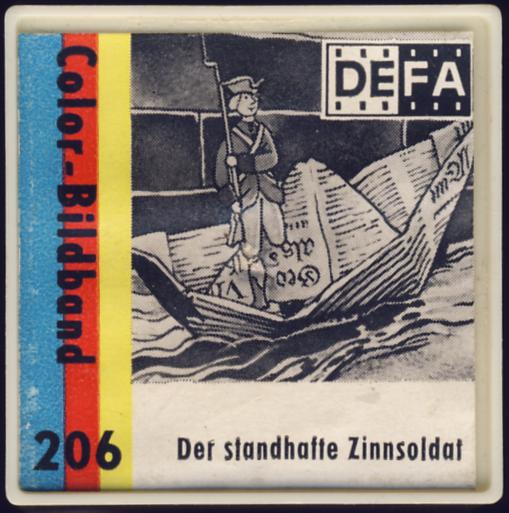 Color-Bildband
DEFA
206
Der standhafte Zinnsoldat